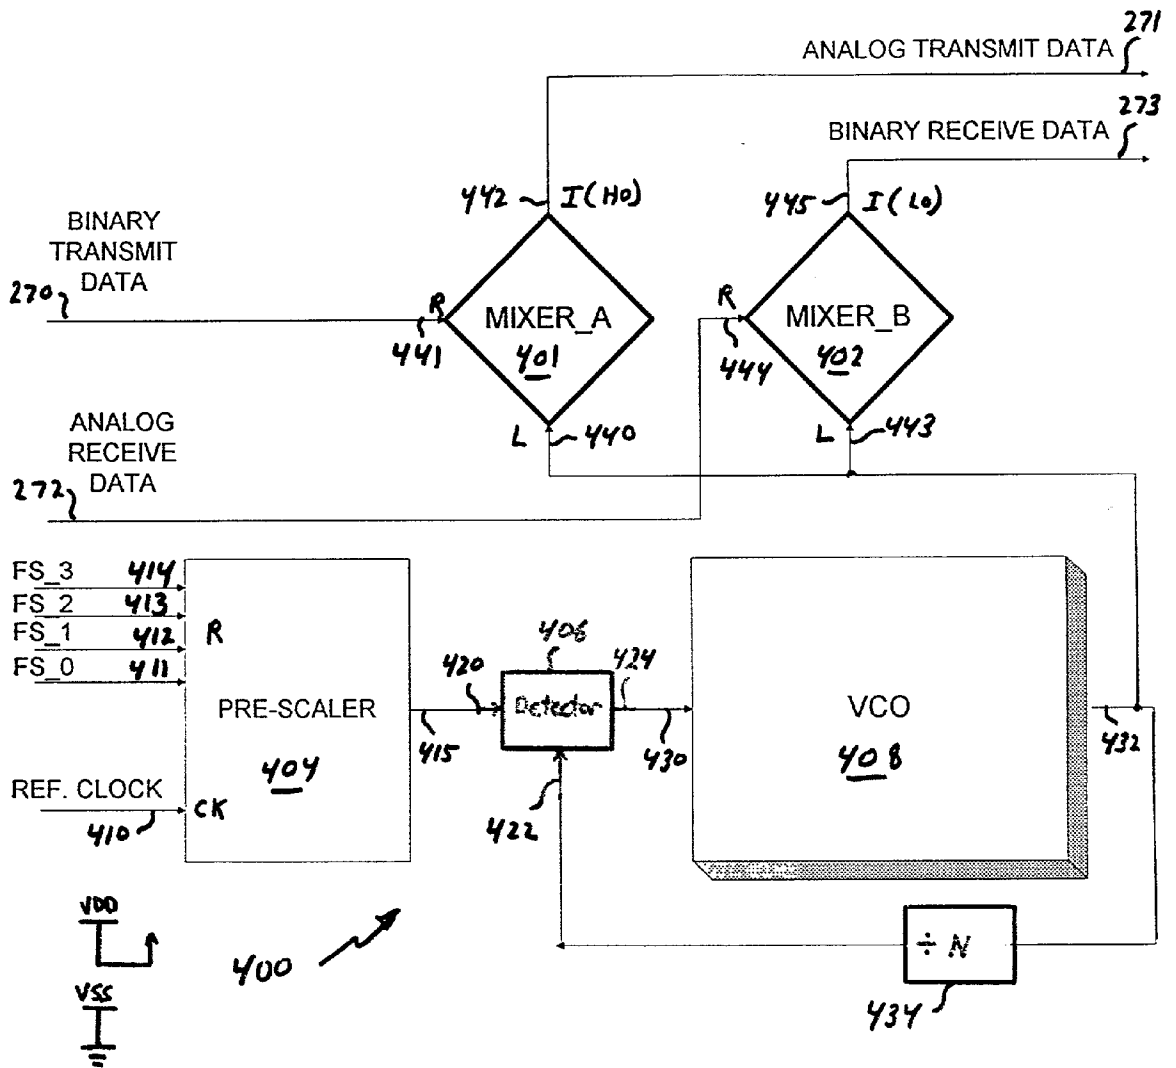 271
ANALOG TRANSMIT DATA
273
BINARY RECEIVE DATA
442 I(HO)
445 I(LO)
BINARY
TRANSMIT
DATA
270
R
MIXER_A
441
401
R
MIXER_B
444
402
L 440
L 443
ANALOG
RECEIVE
DATA
272
FS_3 414
FS_2 413
FS_1 412
FS_0 411
R
PRE-SCALER
404
REF. CLOCK
410
CK
415
420
406
Detector
424
430
422
VCO
408
432
÷ N
434
400
VDD
VSS